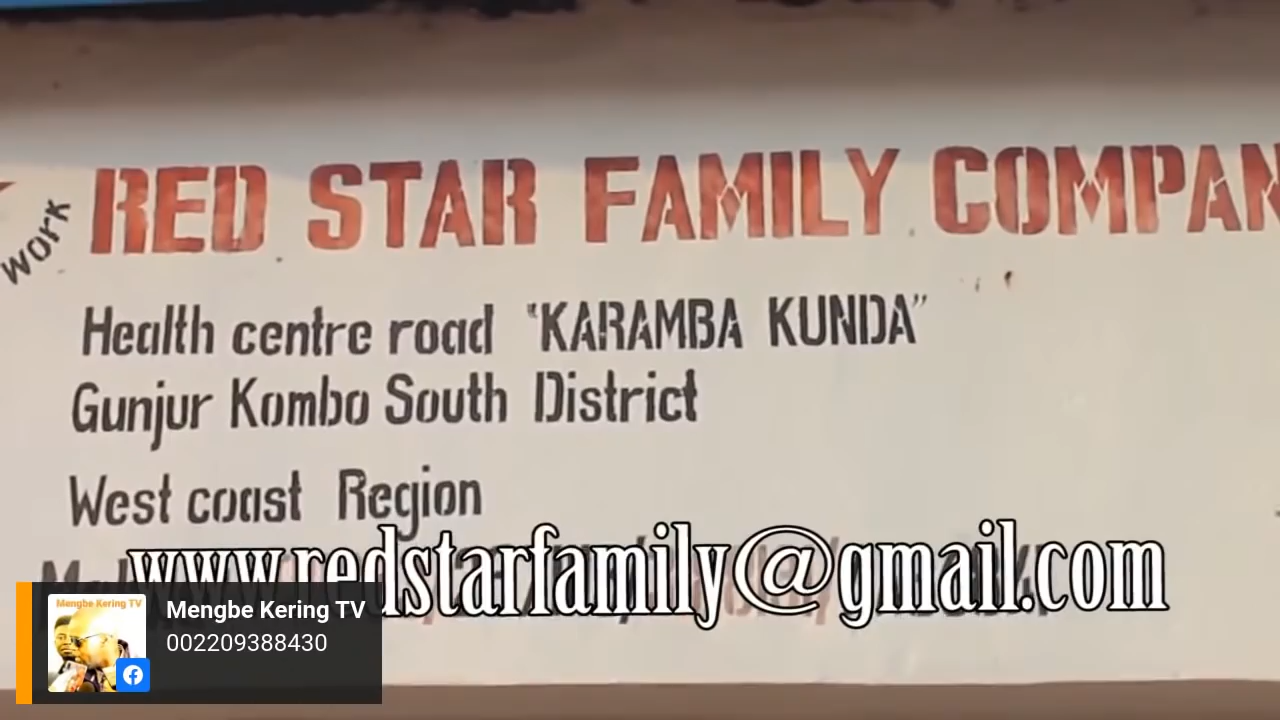 WORK
RED STAR FAMILY COMPAN
Health centre road "KARAMBA KUNDA"
Gunjur Kombo South District
West coast Region
www.redstarfamily@gmail.com
Mengbe Kering TV
Mengbe Kering TV
002209388430